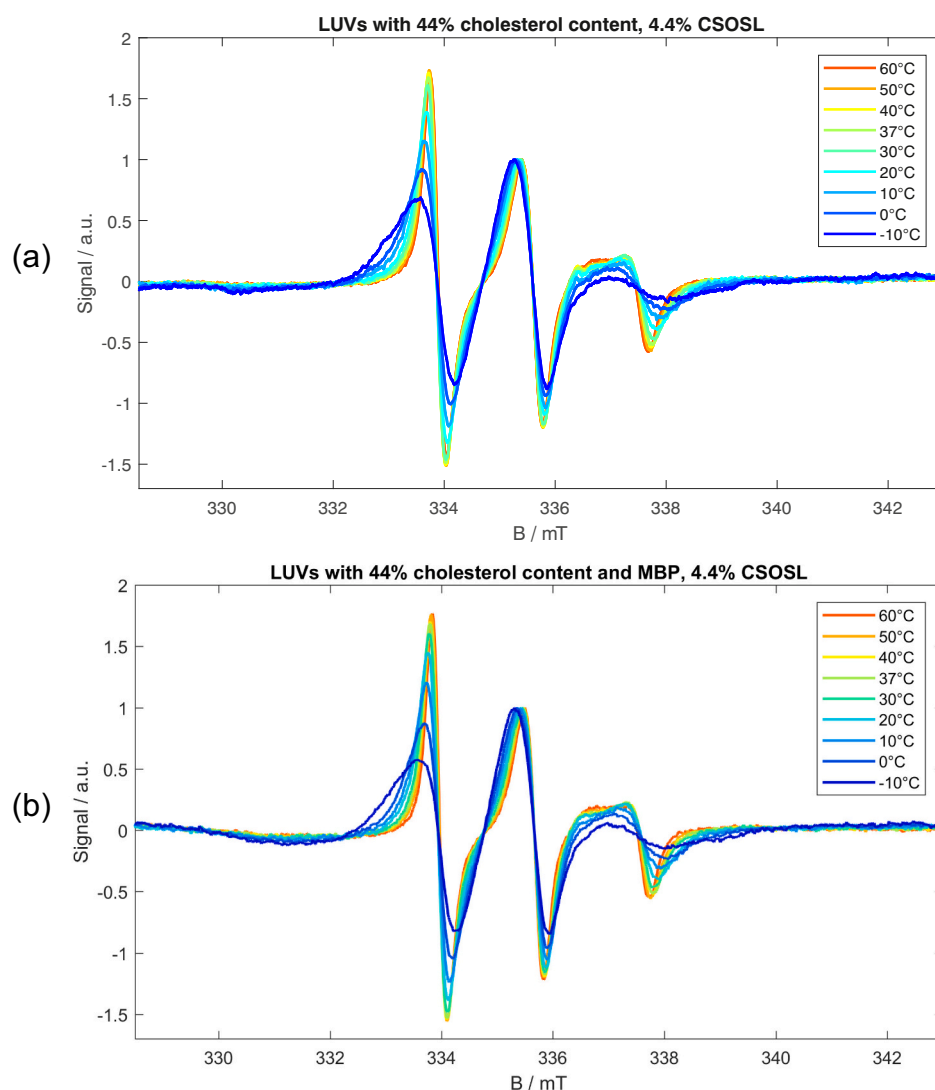 LUVs with 44% cholesterol content, 4.4% CSOSL
(a)
Signal / a.u.
2
1.5
1
0.5
0
-0.5
-1
-1.5
330
332
334
336
338
340
342
B / mT
60°C
50°C
40°C
37°C
30°C
20°C
10°C
0°C
-10°C
LUVs with 44% cholesterol content and MBP, 4.4% CSOSL
(b)
Signal / a.u.
2
1.5
1
0.5
0
-0.5
-1
-1.5
330
332
334
336
338
340
342
B / mT
60°C
50°C
40°C
37°C
30°C
20°C
10°C
0°C
-10°C